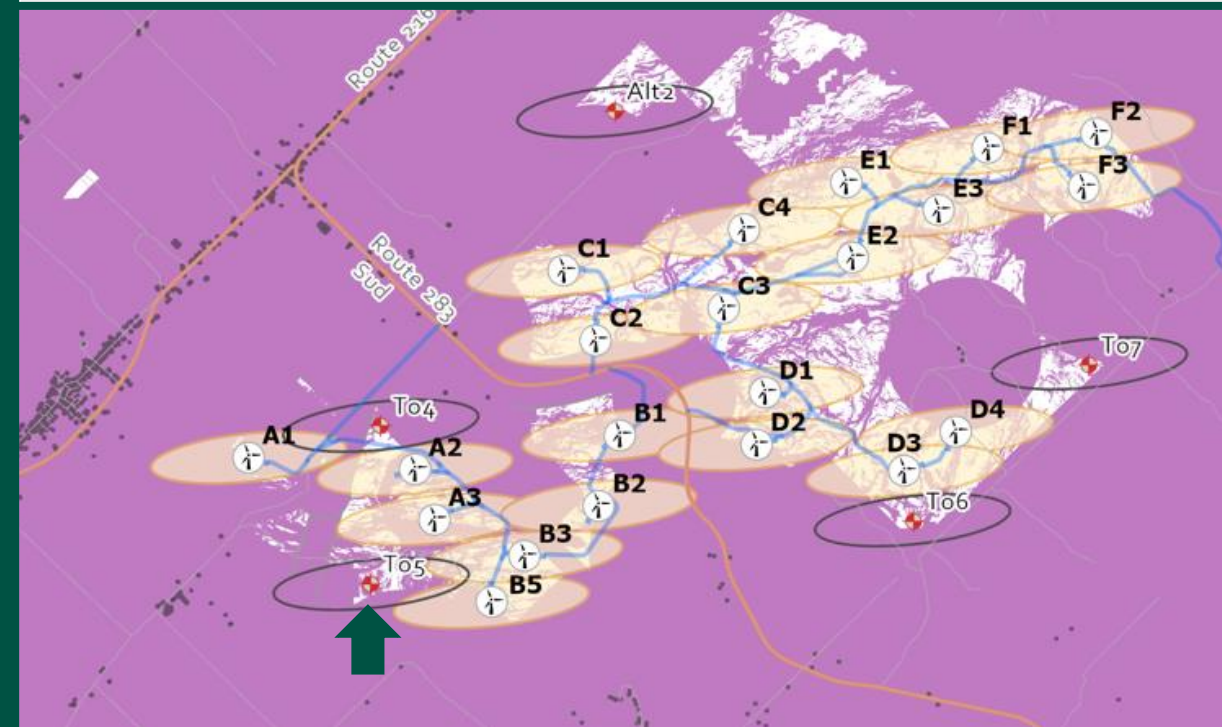 Route 216
Alt2
F1
F2
E1
F3
E3
C4
E2
C1
C3
C2
Route 283
Sud
To7
D1
To4
B1
D4
A1
A2
D2
D3
B2
A3
To6
B3
To5
B5